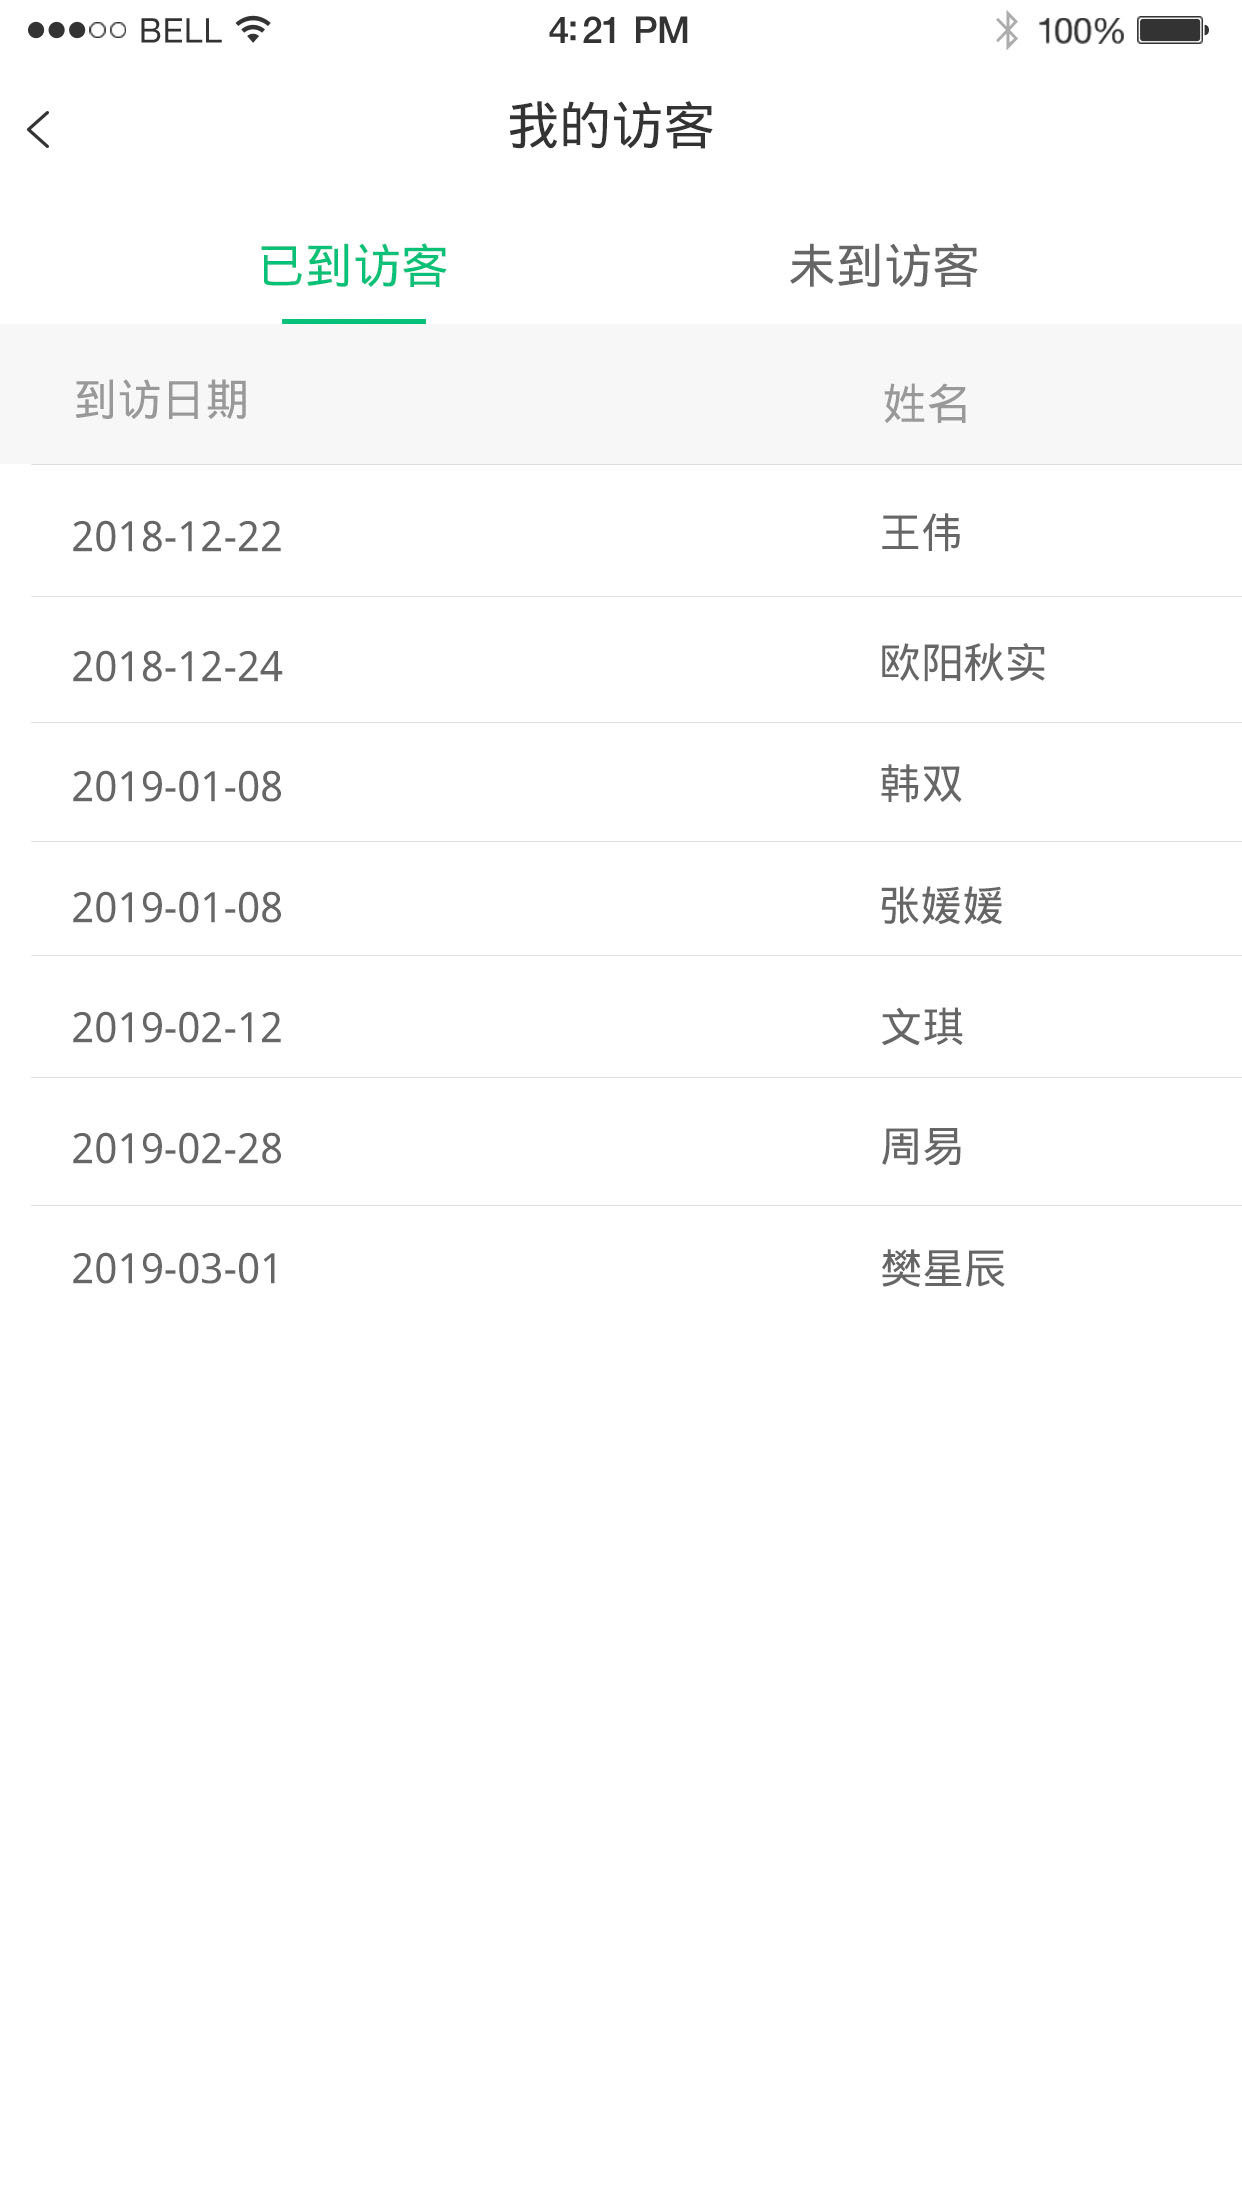 BELL 4:21 PM 100%
我的访客
已到访客 未到访客
到访日期 姓名
2018-12-22 王伟
2018-12-24 欧阳秋实
2019-01-08 韩双
2019-01-08 张媛媛
2019-02-12 文琪
2019-02-28 周易
2019-03-01 樊星辰